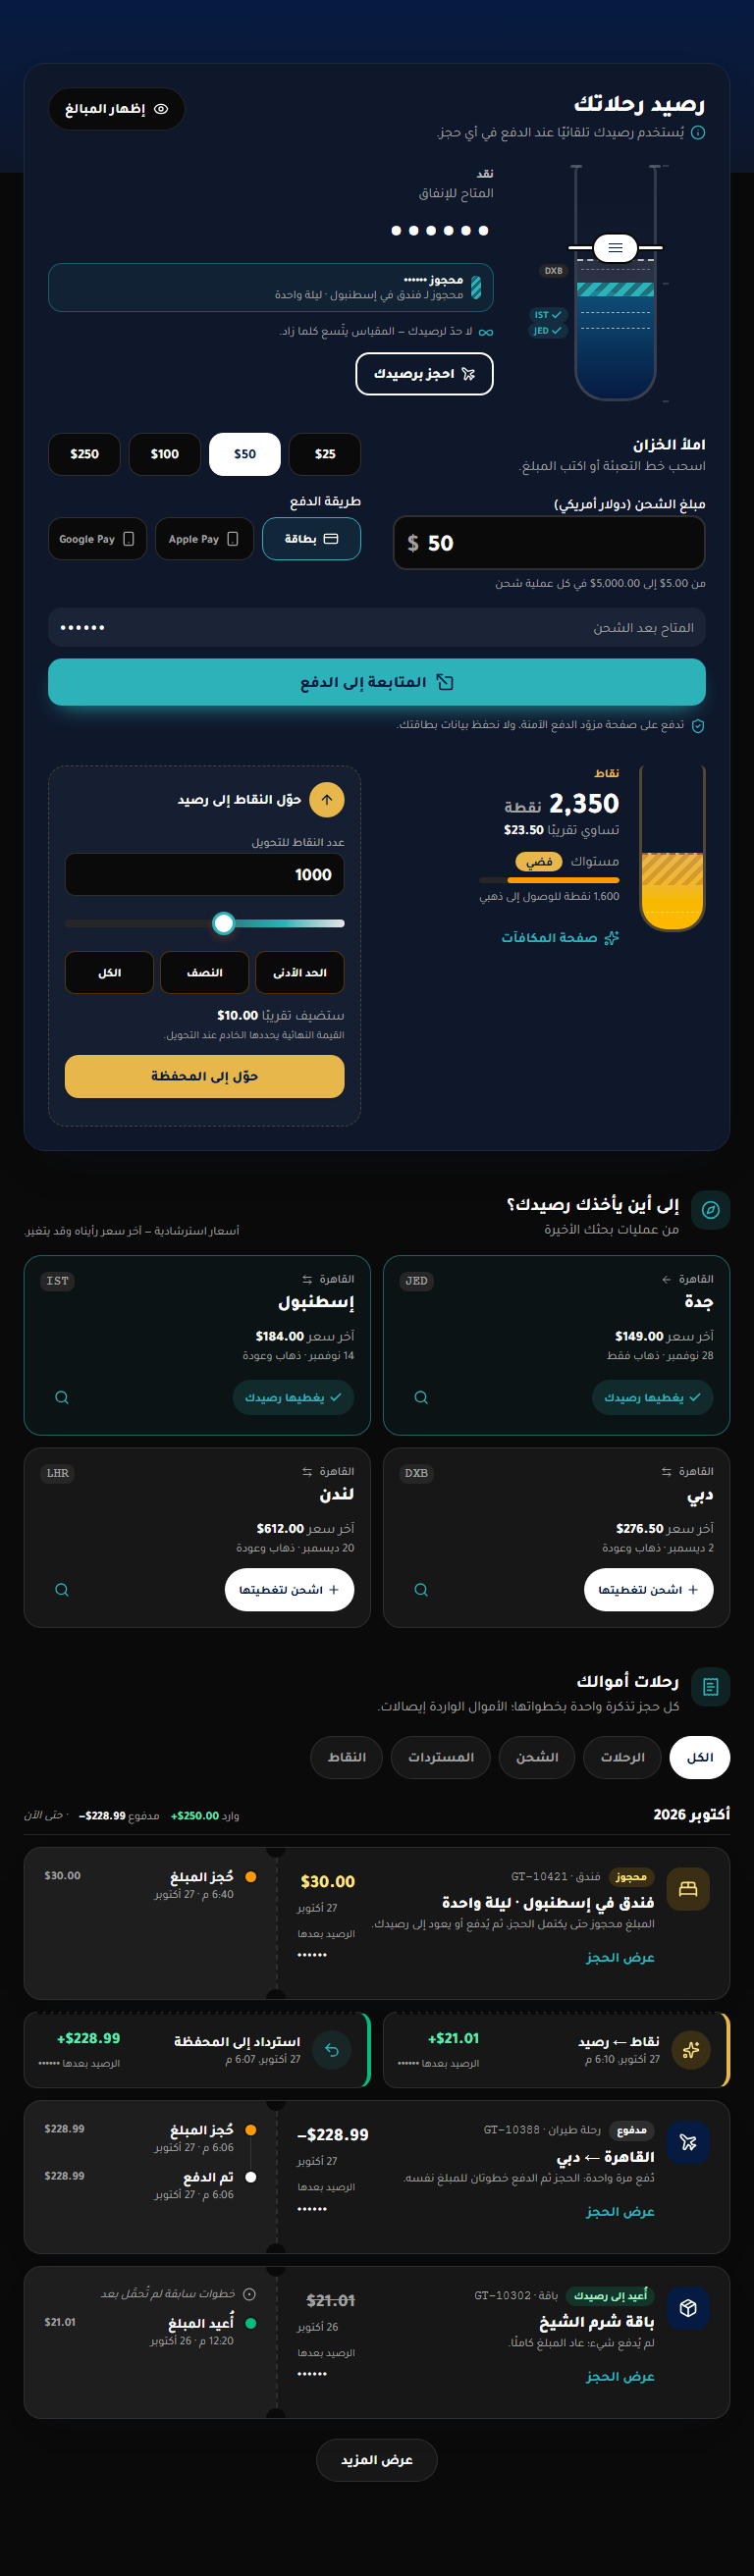 رصيد رحلاتك
إظهار المبالغ
يُستخدم رصيدك تلقائيًا عند الدفع في أي حجز.
نقد
المتاح للإنفاق
••••••
DXB
IST
JED
محجوز ••••••
محجوز لـ فندق في إسطنبول · ليلة واحدة
لا حدّ لرصيدك — المقياس يتّسع كلما زاد.
احجز برصيدك
املأ الخزان
اسحب خط التعبئة أو اكتب المبلغ.
$25
$50
$100
$250
مبلغ الشحن (دولار أمريكي)
$ 50
من $5.00 إلى $5,000.00 في كل عملية شحن
طريقة الدفع
بطاقة
Apple Pay
Google Pay
المتاح بعد الشحن
••••••
المتابعة إلى الدفع
تدفع على صفحة مزوّد الدفع الآمنة، ولا نحفظ بيانات بطاقتك.
نقاط
2,350 نقطة
تساوي تقريبًا $23.50
مستواك فضي
1,600 نقطة للوصول إلى ذهبي
صفحة المكافآت
حوّل النقاط إلى رصيد
عدد النقاط للتحويل
1000
الحد الأدنى
النصف
الكل
ستضيف تقريبًا $10.00
القيمة النهائية يحددها الخادم عند التحويل.
حوّل إلى المحفظة
إلى أين يأخذك رصيدك؟
من عمليات بحثك الأخيرة
أسعار استرشادية — آخر سعر رأيناه وقد يتغير.
القاهرة ←
JED
جدة
آخر سعر $149.00
28 نوفمبر · ذهاب فقط
يغطيها رصيدك
القاهرة ⇆
IST
إسطنبول
آخر سعر $184.00
14 نوفمبر · ذهاب وعودة
يغطيها رصيدك
القاهرة ⇆
DXB
دبي
آخر سعر $276.50
2 ديسمبر · ذهاب وعودة
اشحن لتغطيتها
القاهرة ⇆
LHR
لندن
آخر سعر $612.00
20 ديسمبر · ذهاب وعودة
اشحن لتغطيتها
رحلات أموالك
كل حجز تذكرة واحدة بخطواتها؛ الأموال الواردة إيصالات.
الكل
الرحلات
الشحن
المستردات
النقاط
أكتوبر 2026
وارد +$250.00 مدفوع −$228.99 · حتى الآن
محجوز فندق · GT-10421
فندق في إسطنبول · ليلة واحدة
المبلغ محجوز حتى يكتمل الحجز، ثم يُدفع أو يعود إلى رصيدك.
عرض الحجز
$30.00
27 أكتوبر
الرصيد بعدها
••••••
حُجز المبلغ
$30.00
6:40 م · 27 أكتوبر
نقاط ← رصيد
27 أكتوبر، 6:10 م
+$21.01
الرصيد بعدها ••••••
استرداد إلى المحفظة
27 أكتوبر، 6:07 م
+$228.99
الرصيد بعدها ••••••
مدفوع رحلة طيران · GT-10388
القاهرة ← دبي
دُفع مرة واحدة: الحجز ثم الدفع خطوتان للمبلغ نفسه.
عرض الحجز
−$228.99
27 أكتوبر
الرصيد بعدها
••••••
حُجز المبلغ
$228.99
6:06 م · 27 أكتوبر
تم الدفع
$228.99
6:06 م · 27 أكتوبر
أُعيد إلى رصيدك باقة · GT-10302
باقة شرم الشيخ
لم يُدفع شيء؛ عاد المبلغ كاملًا.
عرض الحجز
$21.01
26 أكتوبر
الرصيد بعدها
••••••
خطوات سابقة لم تُحمَّل بعد
أُعيد المبلغ
$21.01
12:20 م · 26 أكتوبر
عرض المزيد